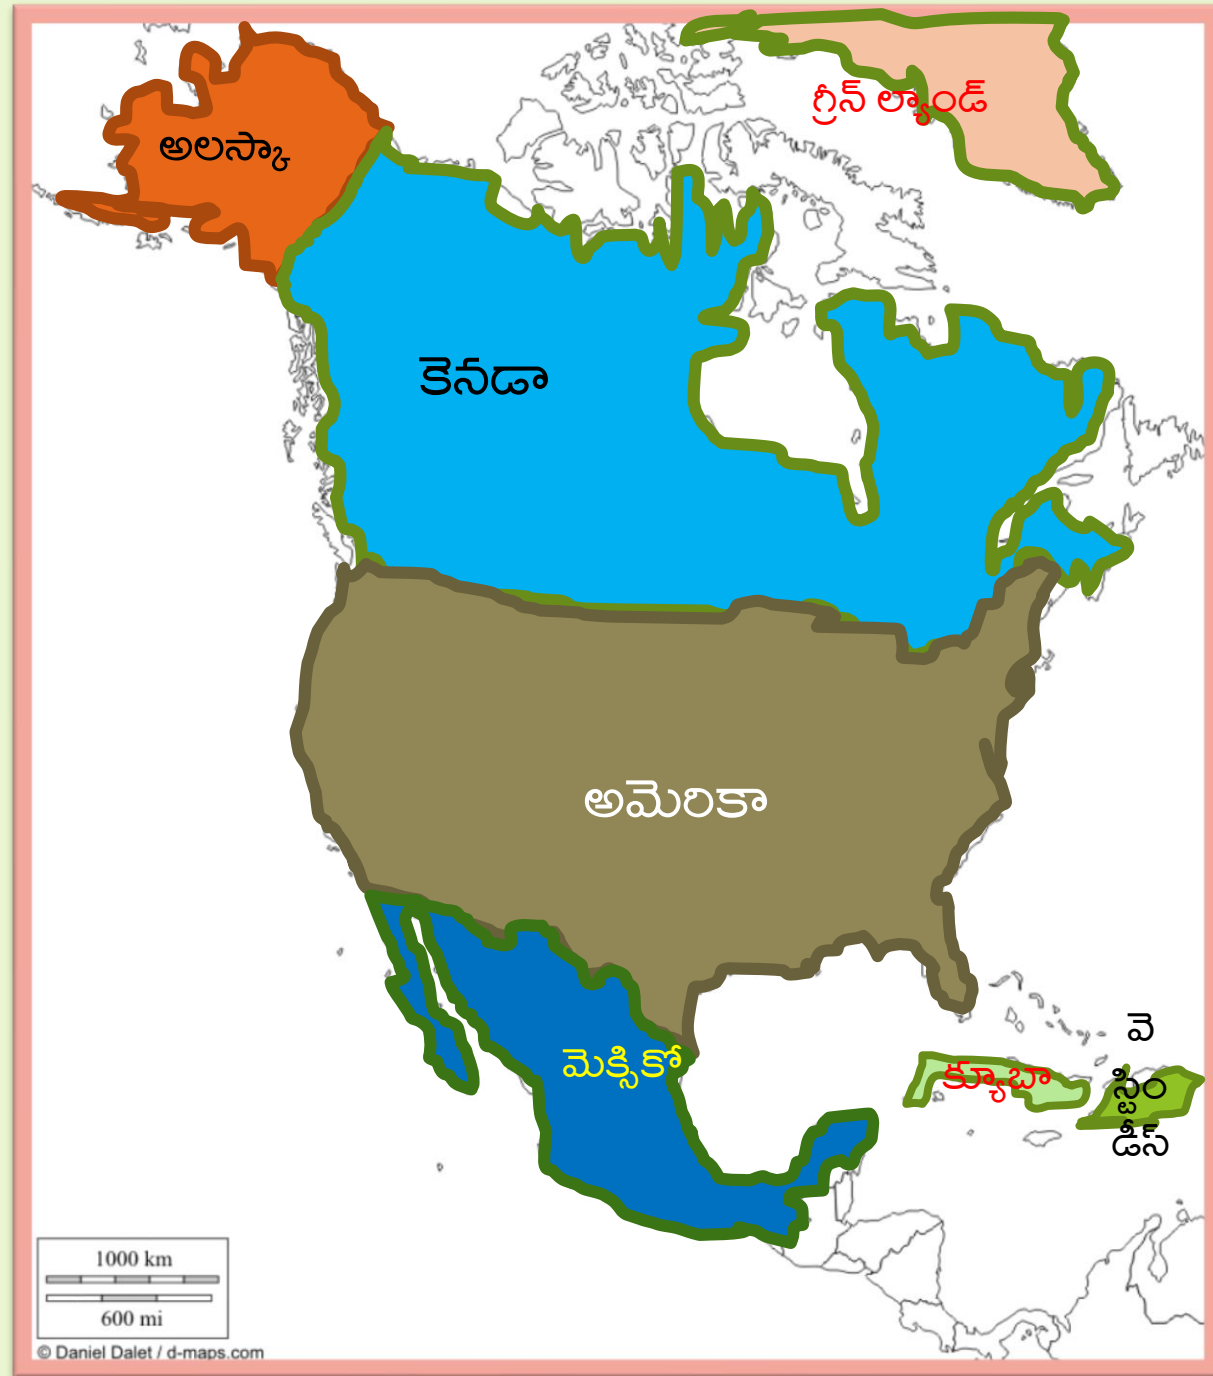 గ్రీన్ ల్యాండ్
అలస్కా
కెనడా
అమెరికా
మెక్సికో
క్యూబా
వె
స్టిం
డీస్
1000 km
600 mi
© Daniel Dalet / d-maps.com